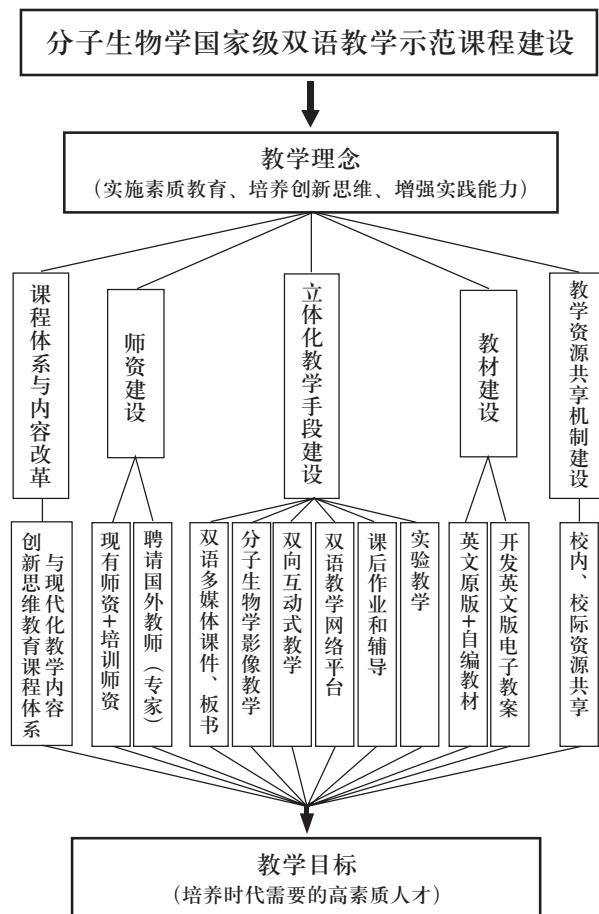 分子生物学国家级双语教学示范课程建设
教学理念
（实施素质教育、培养创新思维、增强实践能力）
课程体系与内容改革
师资建设
立体化教学手段建设
教材建设
教学资源共享机制建设
创新思维教育课程体系
与现代化教学内容
现有师资+培训师资
聘请国外教师（专家）
双语多媒体课件、板书
分子生物学影像教学
双向互动式教学
双语教学网络平台
课后作业和辅导
实验教学
英文原版+自编教材
开发英文版电子教案
校内、校际资源共享
教学目标
（培养时代需要的高素质人才）